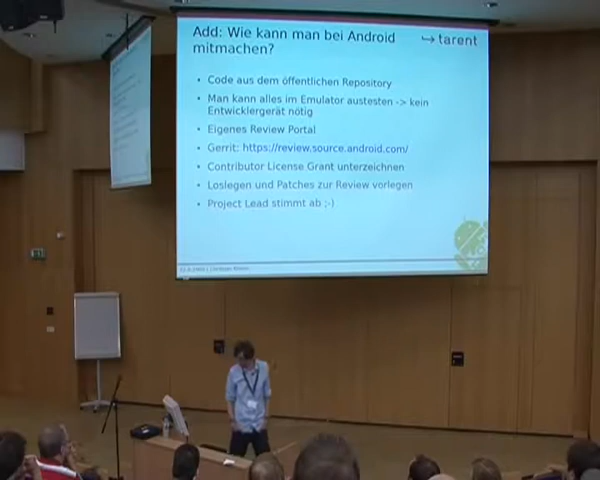 Add: Wie kann man bei Android
mitmachen?
tarent
• Code aus dem öffentlichen Repository
• Man kann alles im Emulator austesten -> kein
Entwicklergerät nötig
• Eigenes Review Portal
• Gerrit: https://review.source.android.com/
• Contributor License Grant unterzeichnen
• Loslegen und Patches zur Review vorlegen
• Project Lead stimmt ab ;-)